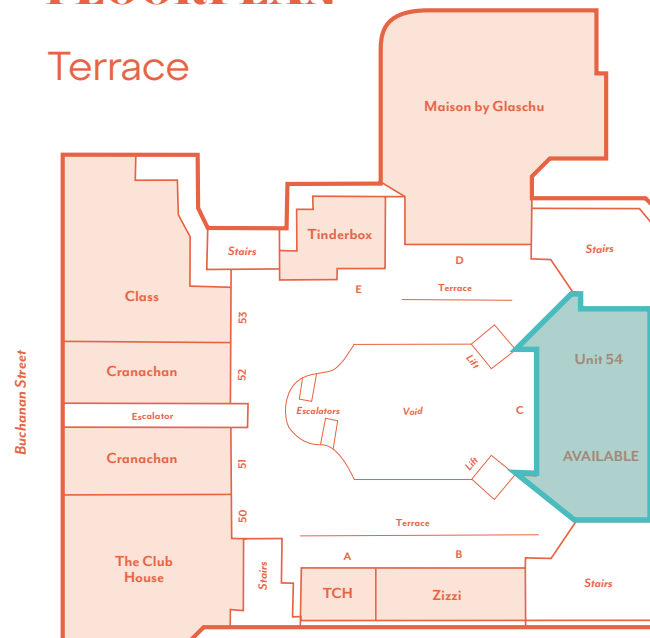 FLOORPLAN
Terrace
Maison by Glaschu
Tinderbox
Stairs
Stairs
D
Terrace
E
Class
53
Lift
Unit 54
Cranachan
52
Buchanan Street
Escalator
Escalators
Void
C
Cranachan
51
Lift
AVAILABLE
50
Terrace
A
B
The Club
House
Stairs
TCH
Zizzi
Stairs